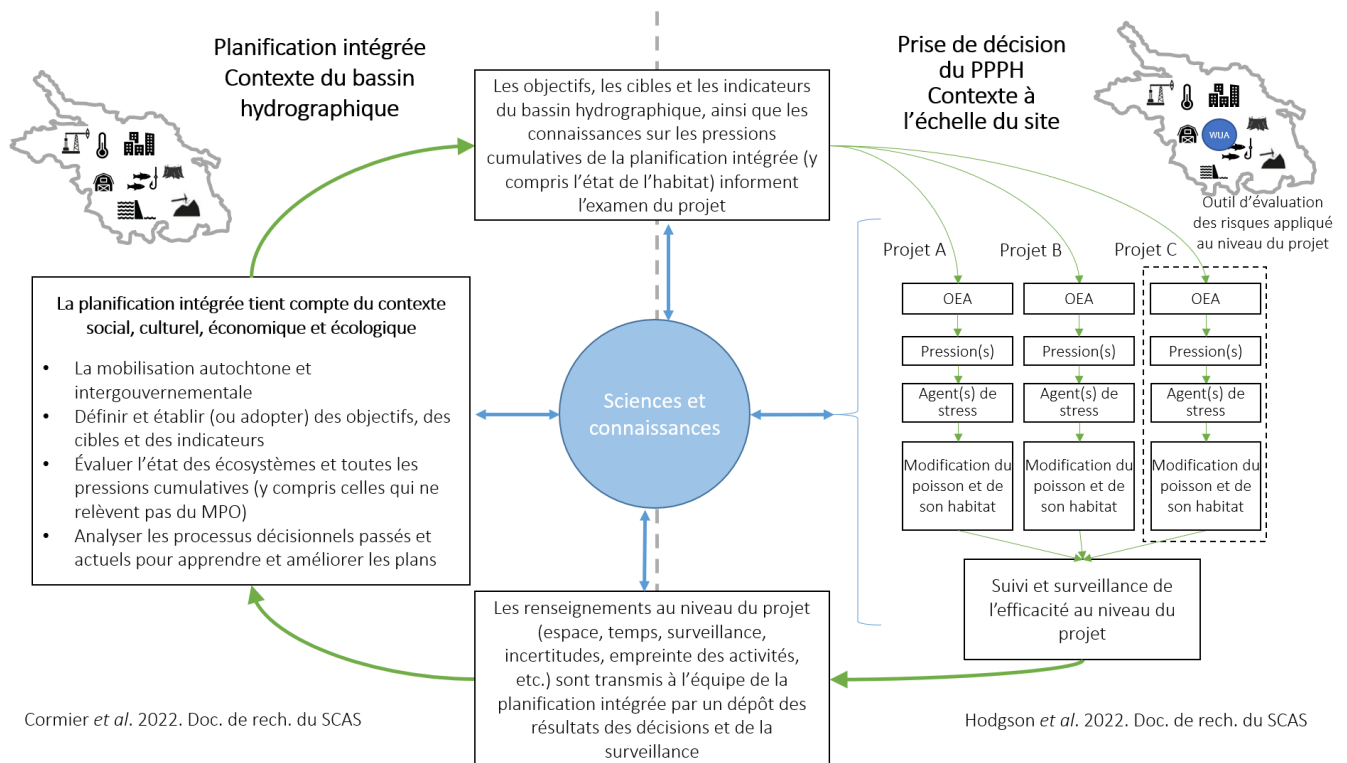 Planification intégrée
Contexte du bassin
hydrographique
Les objectifs, les cibles et les indicateurs
du bassin hydrographique, ainsi que les
connaissances sur les pressions
cumulatives de la planification intégrée (y
compris l'état de l'habitat) informent
l'examen du projet
Prise de décision
du PPPH
Contexte à
l'échelle du site
WUA
Outil d'évaluation
des risques appliqué
au niveau du projet
La planification intégrée tient compte du contexte
social, culturel, économique et écologique
• La mobilisation autochtone et
intergouvernementale
• Définir et établir (ou adopter) des objectifs, des
cibles et des indicateurs
• Évaluer l'état des écosystèmes et toutes les
pressions cumulatives (y compris celles qui ne
relèvent pas du MPO)
• Analyser les processus décisionnels passés et
actuels pour apprendre et améliorer les plans
Sciences et
connaissances
Projet A
OEA
Pression(s)
Agent(s) de
stress
Modification du
poisson et de
son habitat
Projet B
OEA
Pression(s)
Agent(s) de
stress
Modification du
poisson et de
son habitat
Projet C
OEA
Pression(s)
Agent(s) de
stress
Modification du
poisson et de
son habitat
Suivi et surveillance de
l'efficacité au niveau du
projet
Les renseignements au niveau du projet
(espace, temps, surveillance,
incertitudes, empreinte des activités,
etc.) sont transmis à l'équipe de la
planification intégrée par un dépôt des
résultats des décisions et de la
surveillance
Cormier et al. 2022. Doc. de rech. du SCAS
Hodgson et al. 2022. Doc. de rech. du SCAS